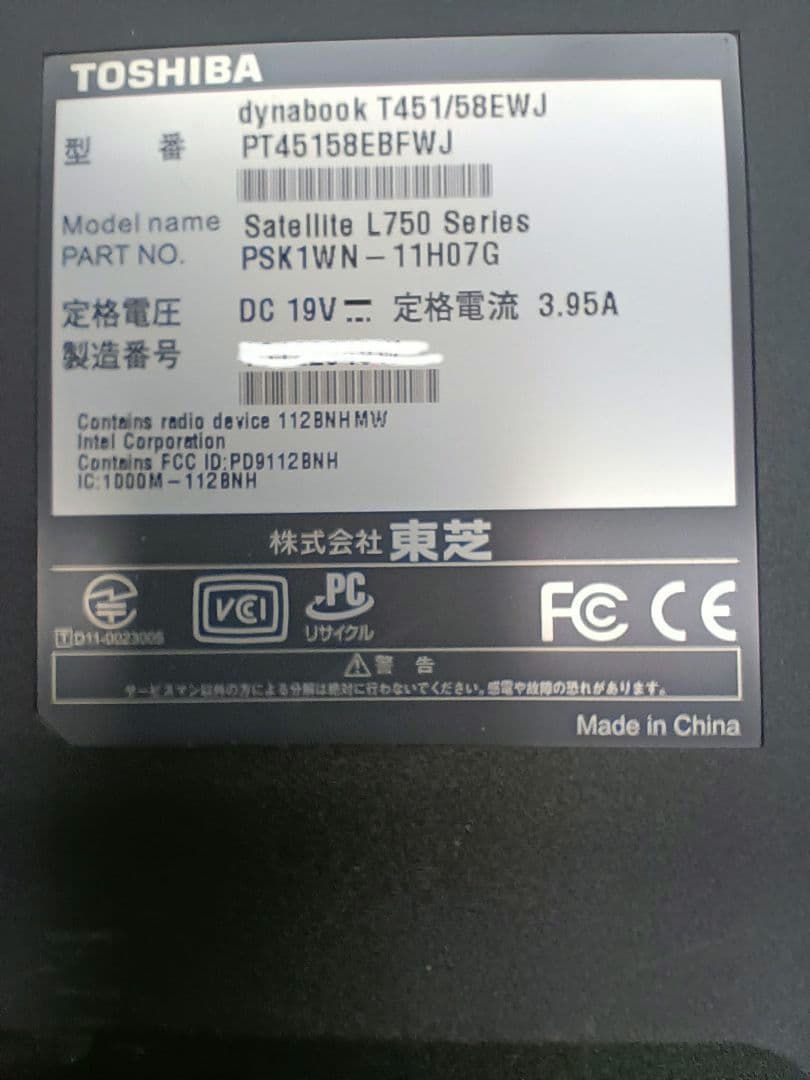 TOSHIBA
dynabook T451/58EWJ
型 番 PT45158EBFWJ
Model name Satellite L750 Series
PART NO. PSK1WN-11H07G
定格電圧 DC 19V 定格電流 3.95A
製造番号
Contains radio device 112BNHMW
Intel Corporation
Contains FCC ID:PD9112BNH
IC:1000M-112BNH
株式会社 東芝
T D11-0023005
VCI
PC
リサイクル
FC CE
警 告
サービスマン以外の方による分解は絶対に行わないでください。感電や故障の恐れがあります。
Made in China